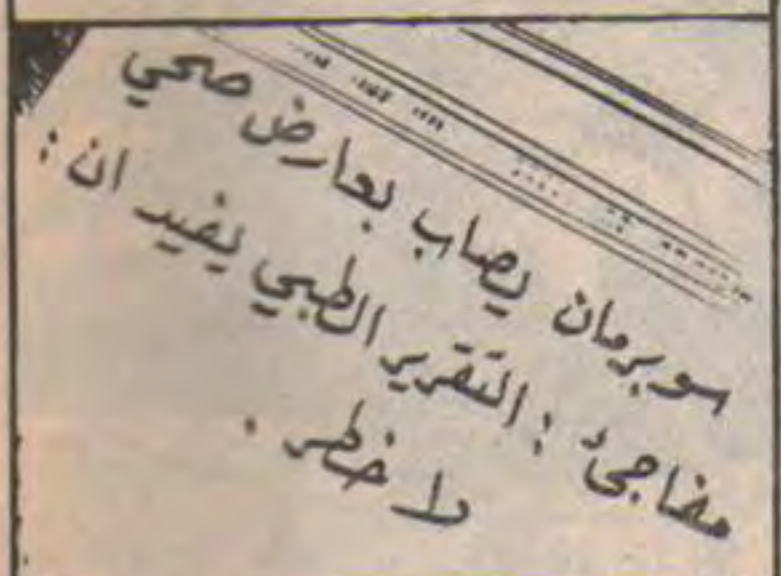 سوبرمان يصاب بعارض صحي
مفاجئ : التقرير الطبي يفيد ان :
لا خطر .